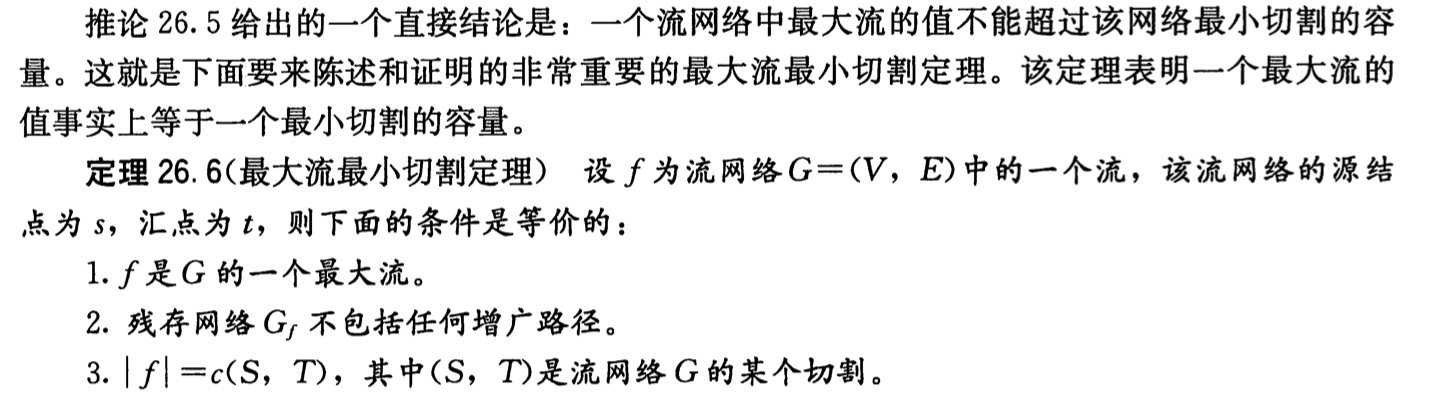 推论 26.5 给出的一个直接结论是：一个流网络中最大流的值不能超过该网络最小切割的容
量。这就是下面要来陈述和证明的非常重要的最大流最小切割定理。该定理表明一个最大流的
值事实上等于一个最小切割的容量。
定理 26.6(最大流最小切割定理) 设 f 为流网络 G=(V, E)中的一个流，该流网络的源结
点为 s，汇点为 t，则下面的条件是等价的：
1. f 是 G 的一个最大流。
2. 残存网络 G_f 不包括任何增广路径。
3. |f|=c(S, T)，其中(S, T)是流网络 G 的某个切割。